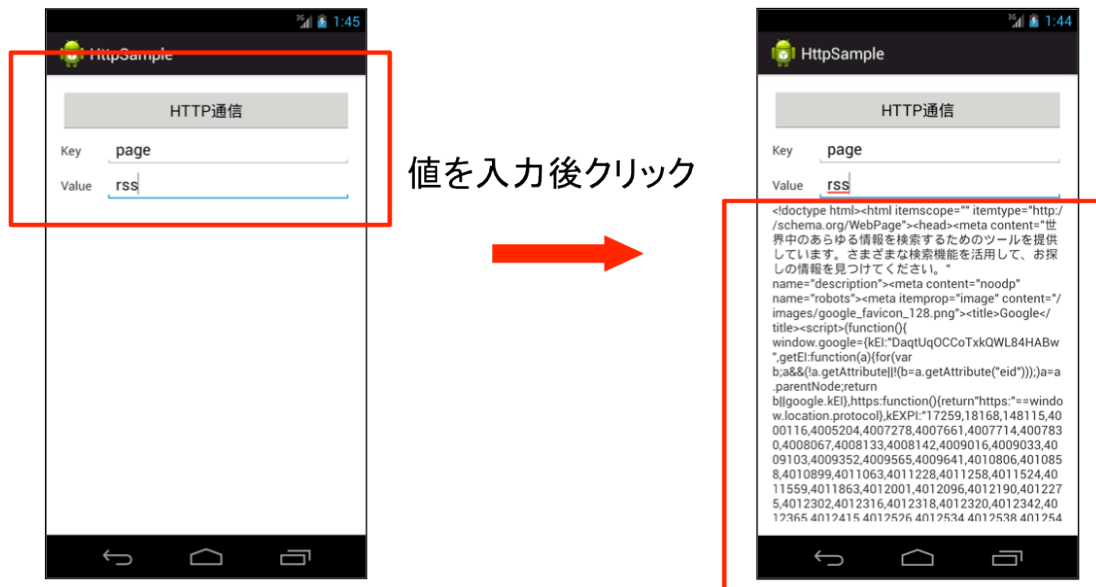 3G 1:45
HttpSample
HTTP通信
Key page
Value rss
値を入力後クリック
3G 1:44
HttpSample
HTTP通信
Key page
Value rss
<!doctype html><html itemscope="" itemtype="http:/
/schema.org/WebPage"><head><meta content="世
界中のあらゆる情報を検索するためのツールを提供
しています。さまざまな検索機能を活用して、お探
しの情報を見つけてください。"
name="description"><meta content="noodp"
name="robots"><meta itemprop="image" content="/
images/google_favicon_128.png"><title>Google</
title><script>(function(){
window.google={kEI:"DaqtUqOCCoTxkQWL84HABw
",getEI:function(a){for(var
b;a&&(!a.getAttribute||!(b=a.getAttribute("eid")));)a=a
.parentNode;return
b||google.kEI},https:function(){return"https:"==windo
w.location.protocol},kEXPI:"17259,18168,148115,40
00116,4005204,4007278,4007661,4007714,400783
0,4008067,4008133,4008142,4009016,4009033,40
09103,4009352,4009565,4009641,4010806,401085
8,4010899,4011063,4011228,4011258,4011524,40
11559,4011863,4012001,4012096,4012190,401227
5,4012302,4012316,4012318,4012320,4012342,40
12365,4012415,4012526,4012534,4012538,401254